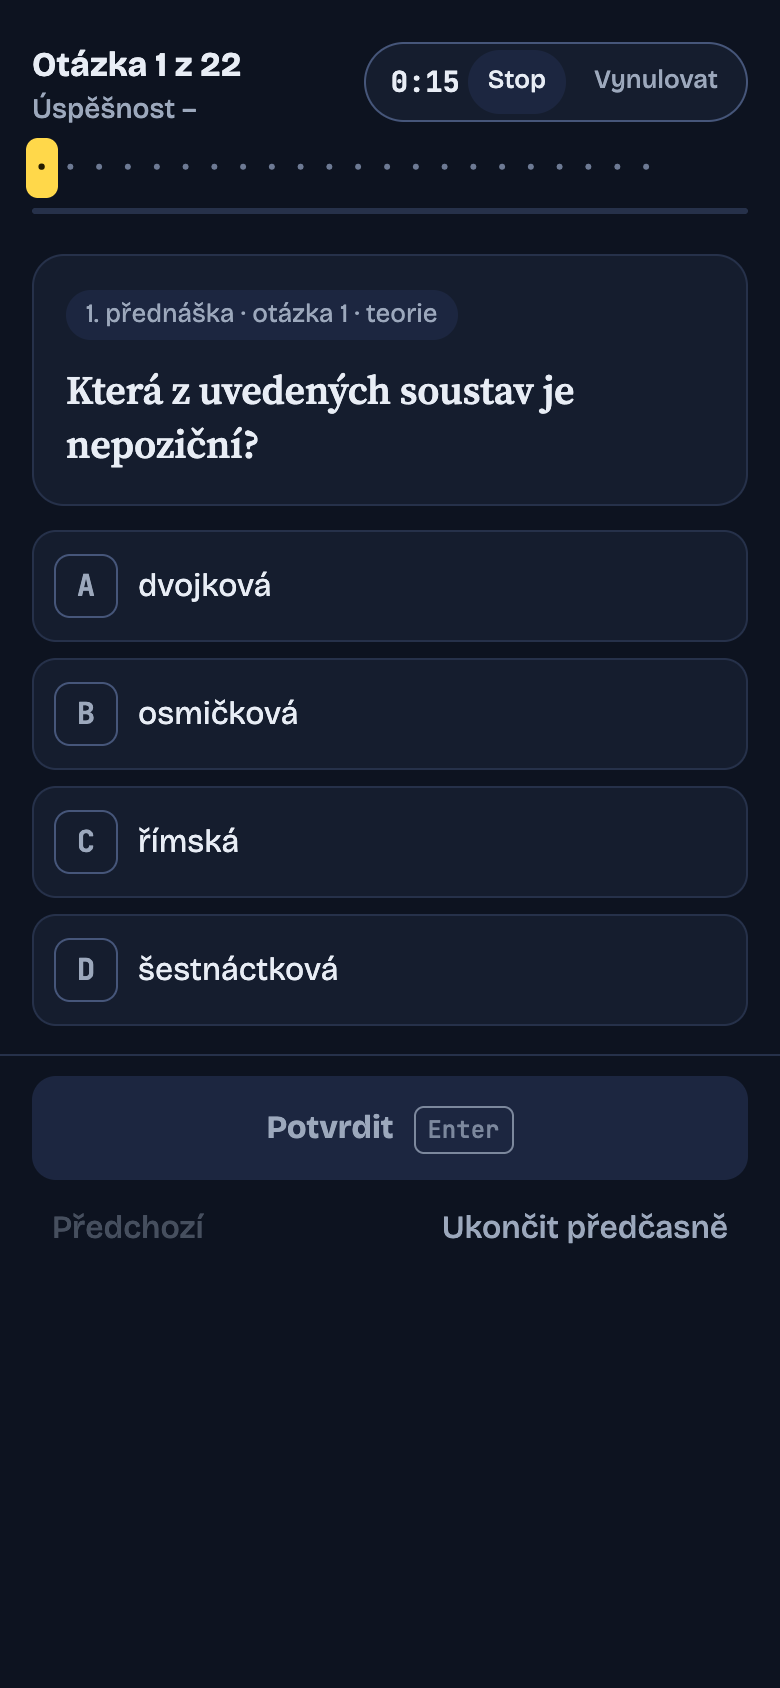 Otázka 1 z 22
Úspěšnost –
0:15 Stop Vynulovat
1. přednáška · otázka 1 · teorie
Která z uvedených soustav je
nepoziční?
A dvojková
B osmičková
C římská
D šestnáctková
Potvrdit Enter
Předchozí Ukončit předčasně